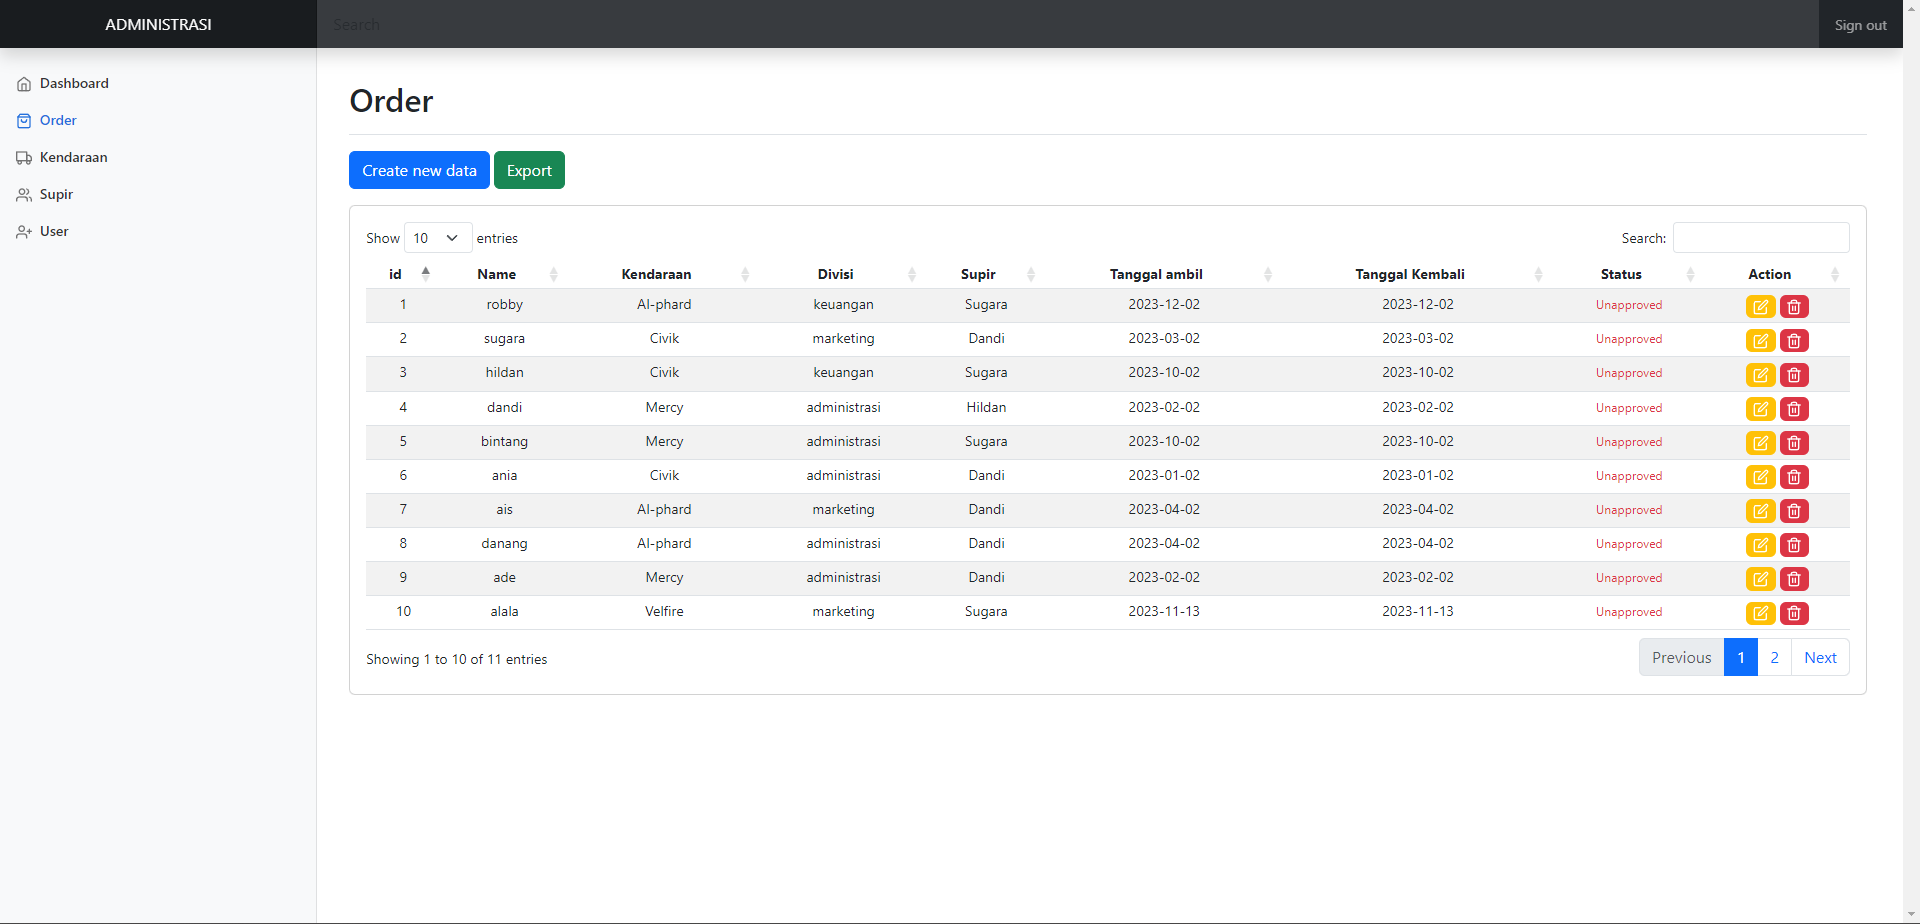 ADMINISTRASI Search Sign out
Dashboard
Order
Kendaraan
Supir
User
Order
Create new data Export
Show 10 entries Search:
id Name Kendaraan Divisi Supir Tanggal ambil Tanggal Kembali Status Action
1 robby Al-phard keuangan Sugara 2023-12-02 2023-12-02 Unapproved
2 sugara Civik marketing Dandi 2023-03-02 2023-03-02 Unapproved
3 hildan Civik keuangan Sugara 2023-10-02 2023-10-02 Unapproved
4 dandi Mercy administrasi Hildan 2023-02-02 2023-02-02 Unapproved
5 bintang Mercy administrasi Sugara 2023-10-02 2023-10-02 Unapproved
6 ania Civik administrasi Dandi 2023-01-02 2023-01-02 Unapproved
7 ais Al-phard marketing Dandi 2023-04-02 2023-04-02 Unapproved
8 danang Al-phard administrasi Dandi 2023-04-02 2023-04-02 Unapproved
9 ade Mercy administrasi Dandi 2023-02-02 2023-02-02 Unapproved
10 alala Velfire marketing Sugara 2023-11-13 2023-11-13 Unapproved
Showing 1 to 10 of 11 entries Previous 1 2 Next